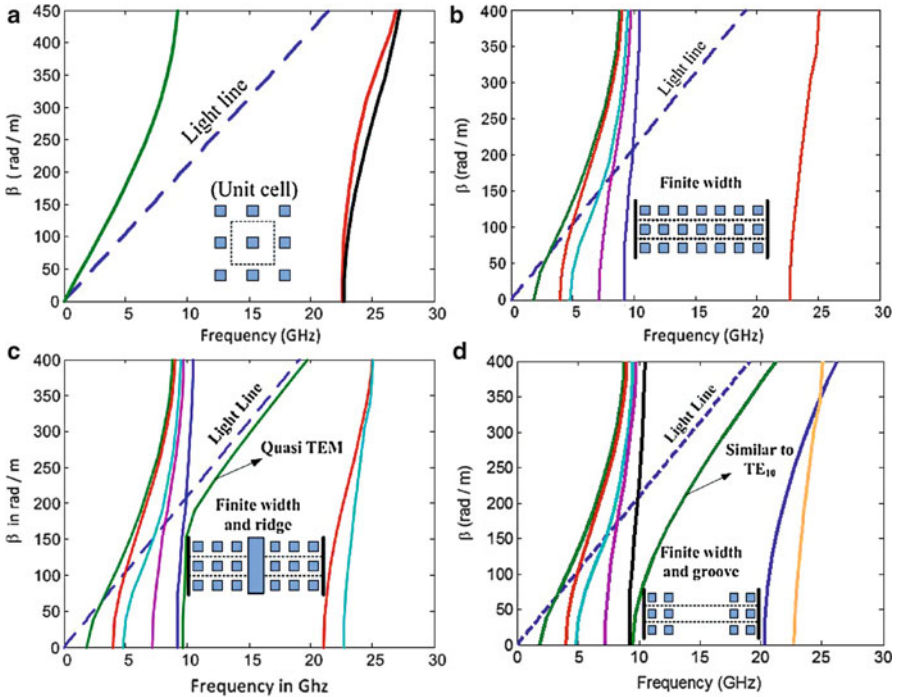 a
450
400
350
300
250
200
150
100
50
0
β ( rad / m)
Light line
(Unit cell)
0 5 10 15 20 25 30
Frequency (GHz)
b
400
350
300
250
200
150
100
50
0
β (rad / m)
Light line
Finite width
0 5 10 15 20 25 30
Frequency (GHz)
c
400
350
300
250
200
150
100
50
0
β in rad / m
Light Line
Quasi TEM
Finite width
and ridge
0 5 10 15 20 25 30
Frequency in Ghz
d
400
350
300
250
200
150
100
50
0
β (rad / m)
Light Line
Similar to
TE10
Finite width
and groove
0 5 10 15 20 25 30
Frequency (GHz)